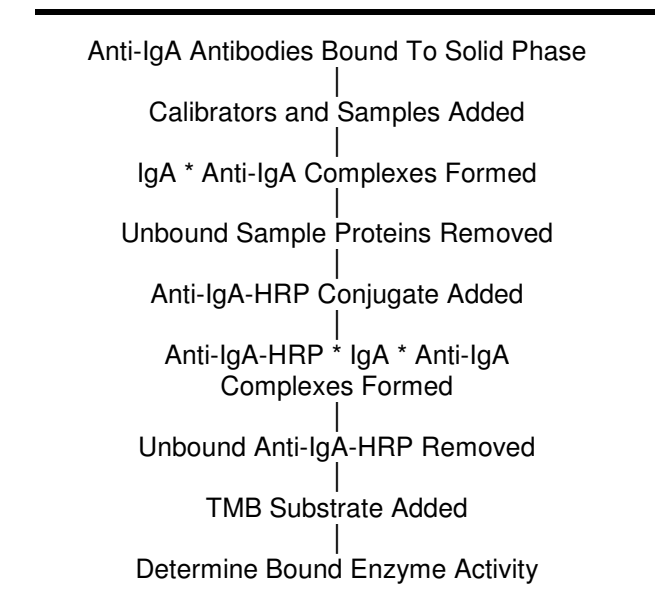 Anti-IgA Antibodies Bound To Solid Phase
Calibrators and Samples Added
IgA * Anti-IgA Complexes Formed
Unbound Sample Proteins Removed
Anti-IgA-HRP Conjugate Added
Anti-IgA-HRP * IgA * Anti-IgA
Complexes Formed
Unbound Anti-IgA-HRP Removed
TMB Substrate Added
Determine Bound Enzyme Activity